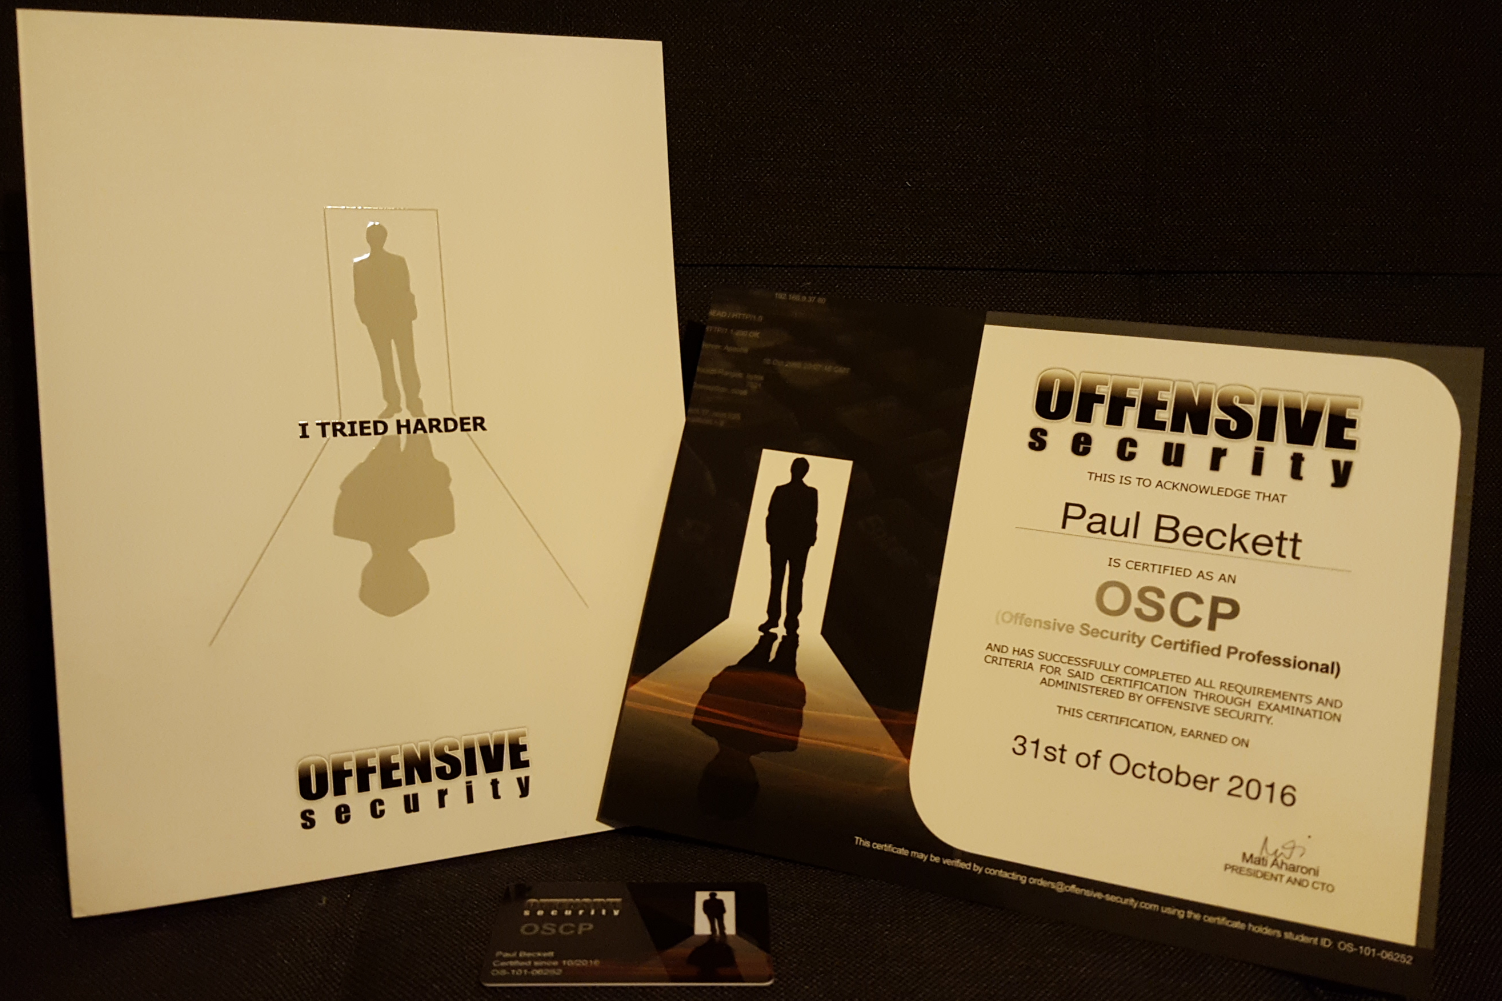 I TRIED HARDER
OFFENSIVE
security
OFFENSIVE
security
THIS IS TO ACKNOWLEDGE THAT
Paul Beckett
IS CERTIFIED AS AN
OSCP
(Offensive Security Certified Professional)
AND HAS SUCCESSFULLY COMPLETED ALL REQUIREMENTS AND
CRITERIA FOR SAID CERTIFICATION THROUGH EXAMINATION
ADMINISTERED BY OFFENSIVE SECURITY.
THIS CERTIFICATION, EARNED ON
31st of October 2016
Mati Aharoni
PRESIDENT AND CTO
This certificate may be verified by contacting orders@offensive-security.com using the certificate holders student ID: OS-101-06252
OFFENSIVE
security
OSCP
Paul Beckett
Certified since 10/2016
OS-101-06252